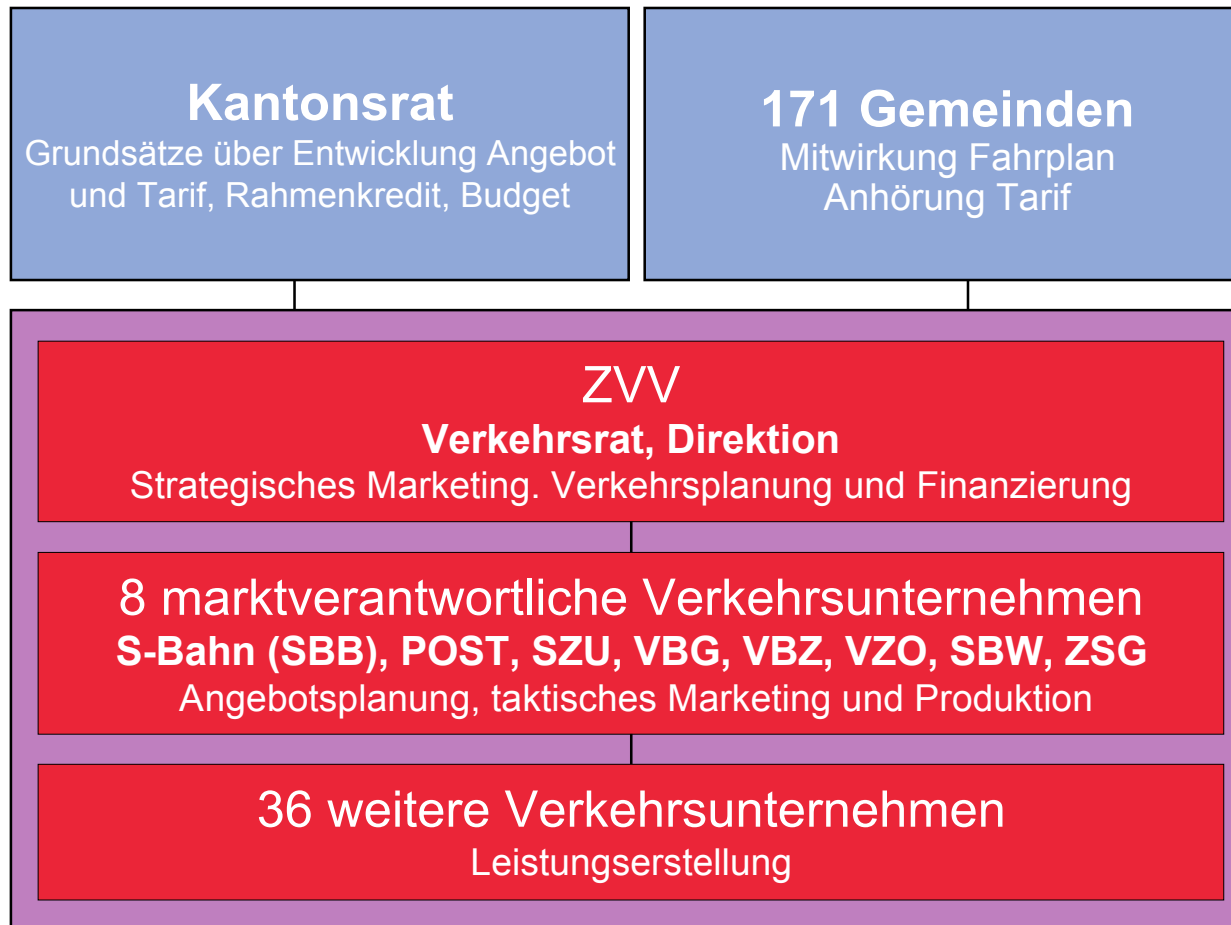 Kantonsrat
Grundsätze über Entwicklung Angebot
und Tarif, Rahmenkredit, Budget
171 Gemeinden
Mitwirkung Fahrplan
Anhörung Tarif
ZVV
Verkehrsrat, Direktion
Strategisches Marketing. Verkehrsplanung und Finanzierung
8 marktverantwortliche Verkehrsunternehmen
S-Bahn (SBB), POST, SZU, VBG, VBZ, VZO, SBW, ZSG
Angebotsplanung, taktisches Marketing und Produktion
36 weitere Verkehrsunternehmen
Leistungserstellung